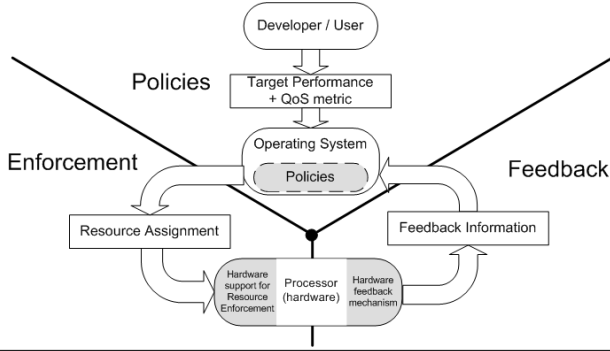 Developer / User
Policies
Target Performance
+ QoS metric
Operating System
Policies
Enforcement
Feedback
Resource Assignment
Feedback Information
Hardware
support for
Resource
Enforcement
Processor
(hardware)
Hardware
feedback
mechanism